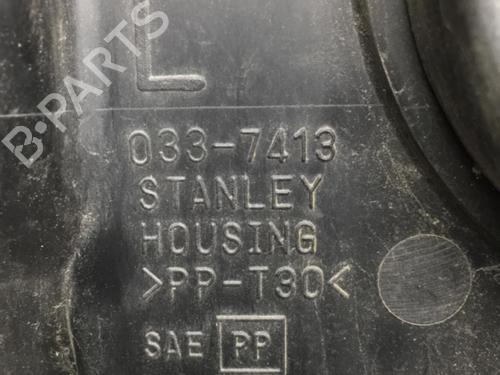 L
B-PARTS
033-7413
STANLEY
HOUSING
>PP-T30<
SAE PP